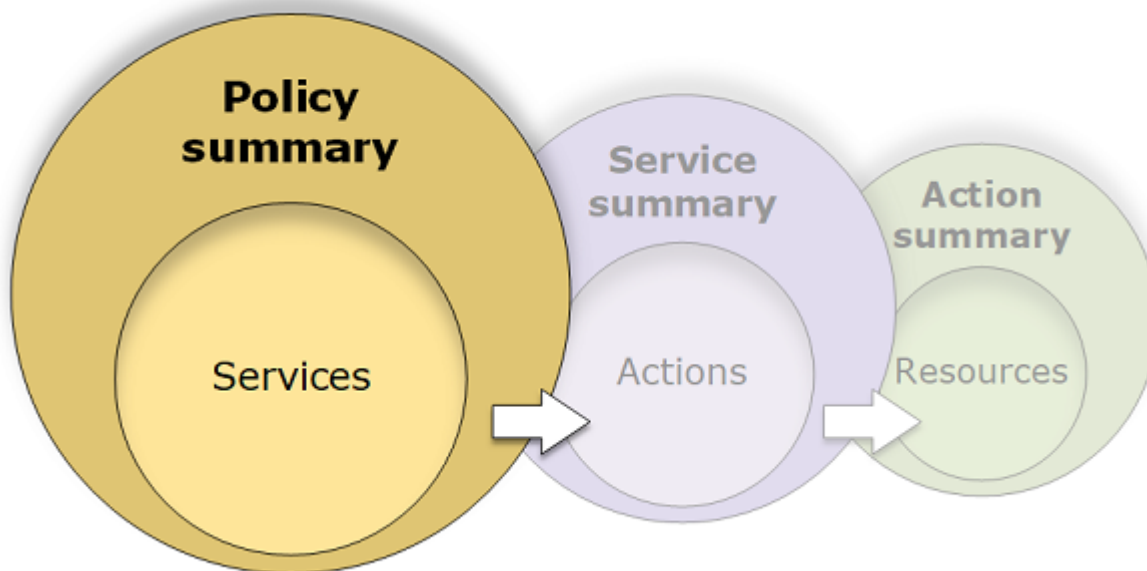 Policy
summary
Services
Service
summary
Actions
Action
summary
Resources